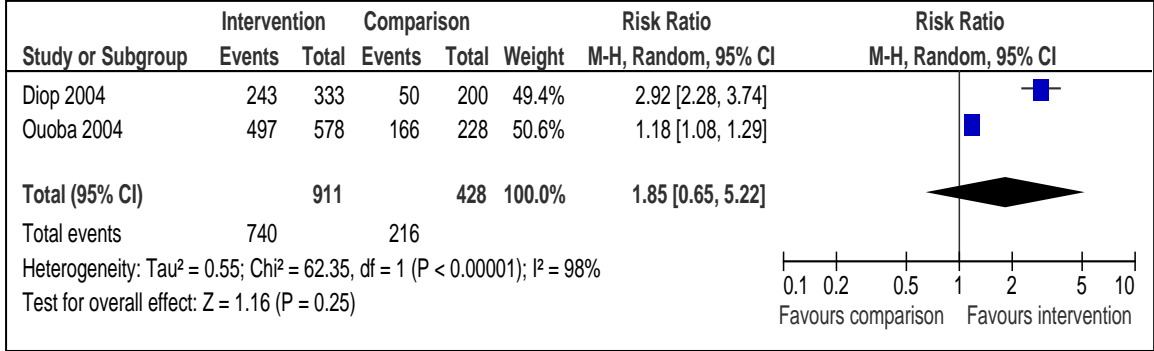 Intervention Comparison Risk Ratio Risk Ratio
Study or Subgroup Events Total Events Total Weight M-H, Random, 95% CI M-H, Random, 95% CI
Diop 2004 243 333 50 200 49.4% 2.92 [2.28, 3.74]
Ouoba 2004 497 578 166 228 50.6% 1.18 [1.08, 1.29]
Total (95% CI) 911 428 100.0% 1.85 [0.65, 5.22]
Total events 740 216
Heterogeneity: Tau² = 0.55; Chi² = 62.35, df = 1 (P < 0.00001); I² = 98%
Test for overall effect: Z = 1.16 (P = 0.25)
0.1 0.2 0.5 1 2 5 10
Favours comparison Favours intervention